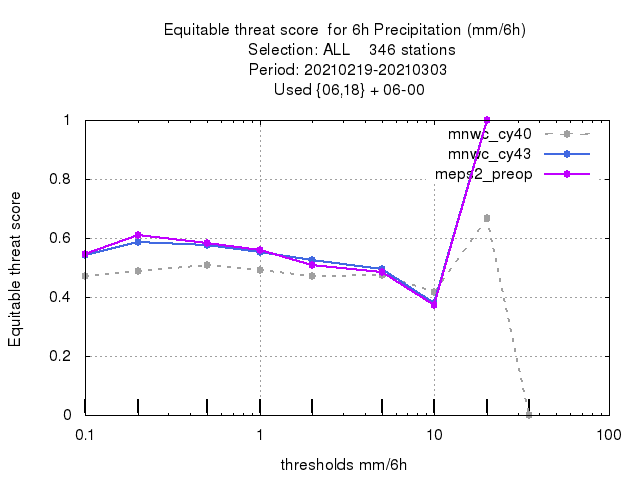 Equitable threat score  for 6h Precipitation (mm/6h)
Selection: ALL    346 stations
Period: 20210219-20210303
Used {06,18} + 06-00
mnwc_cy40
mnwc_cy43
meps2_preop
Equitable threat score
1
0.8
0.6
0.4
0.2
0
0.1 1 10 100
thresholds mm/6h